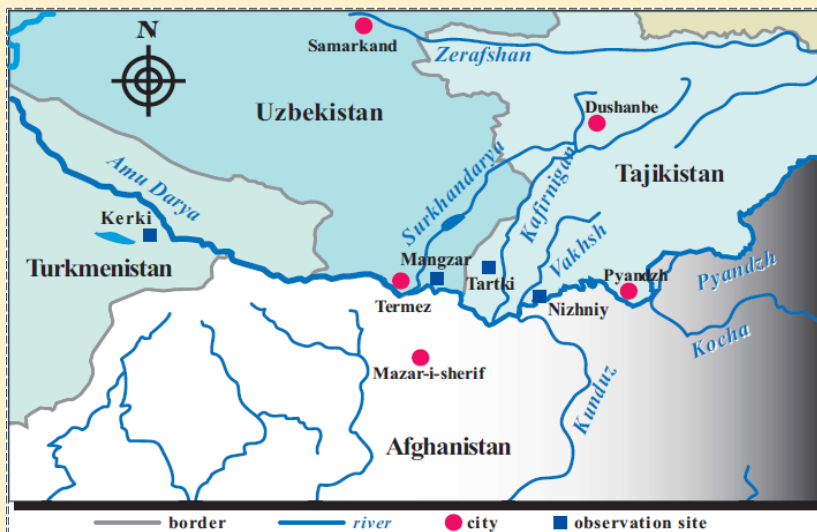 N
Samarkand
Zerafshan
Uzbekistan
Dushanbe
Amu Darya
Surkhandarya
Kafirnigan
Tajikistan
Kerki
Vakhsh
Mangzar
Turkmenistan
Tartki
Pyandzh
Pyandzh
Termez
Nizhniy
Kocha
Mazar-i-sherif
Kunduz
Afghanistan
border river city observation site